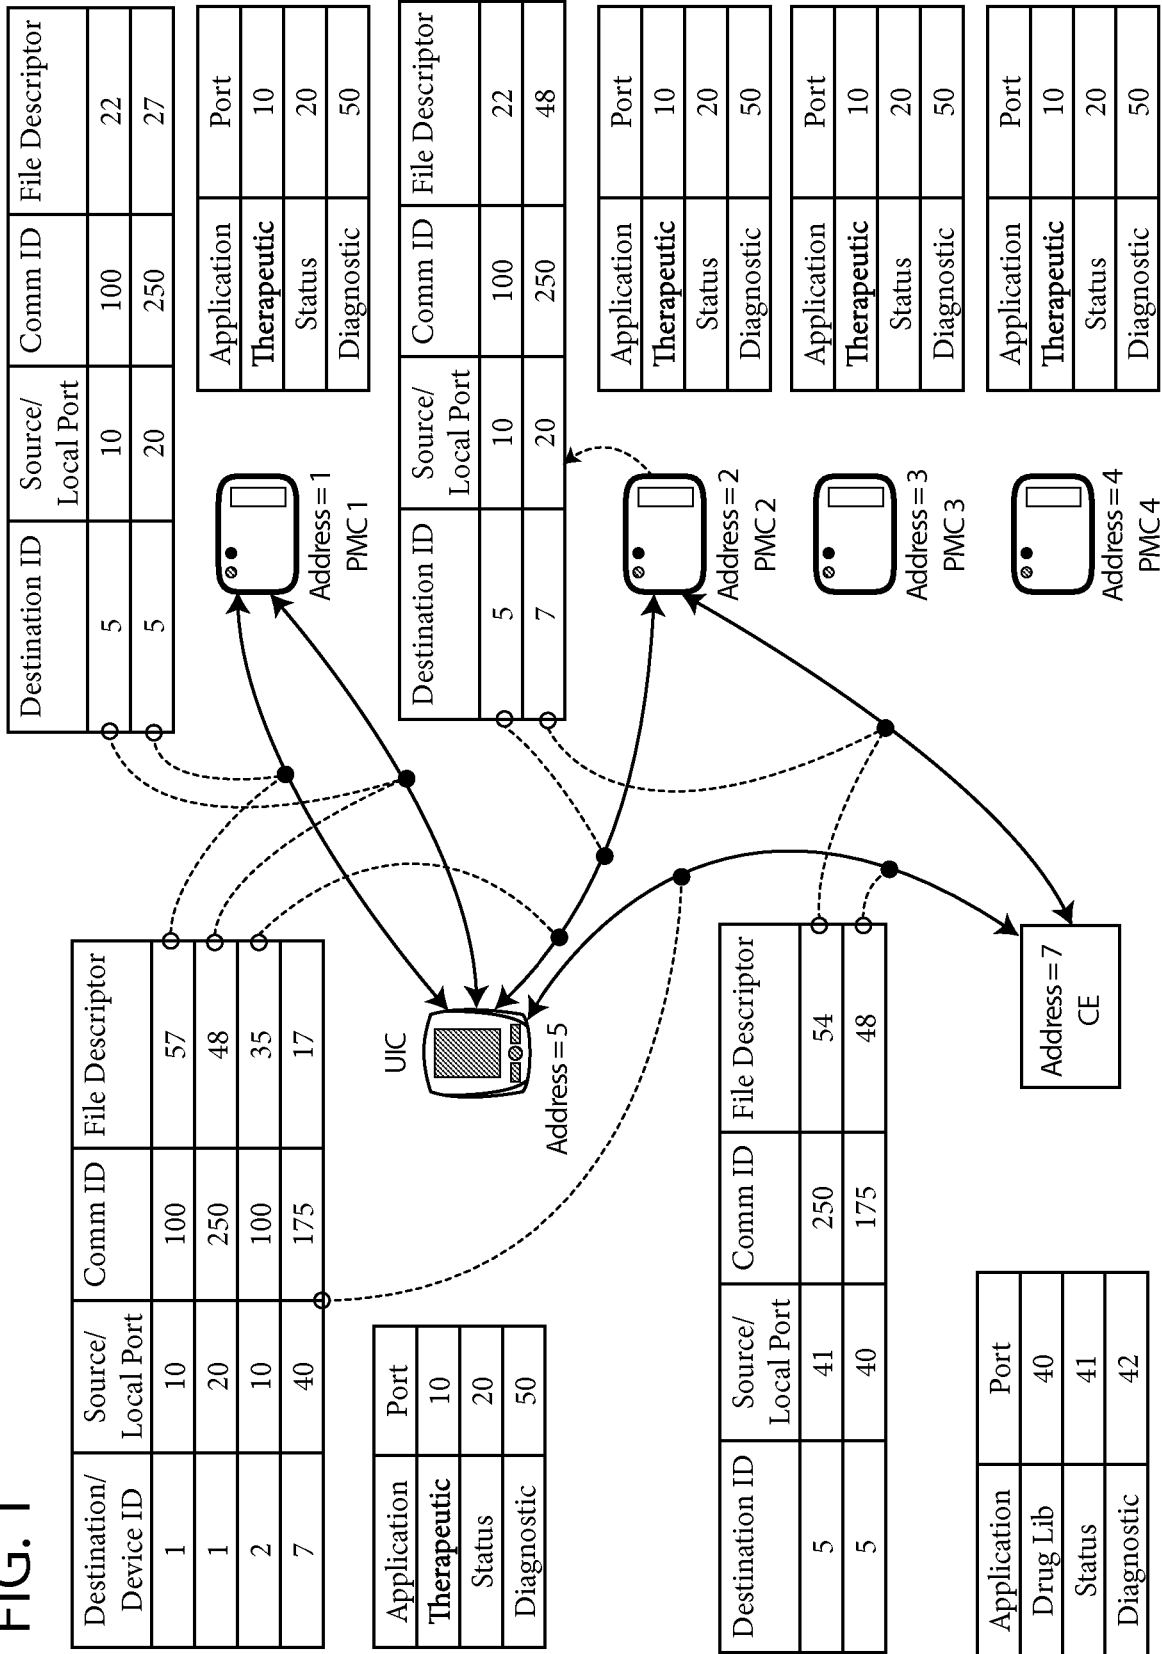 FIG. 1
Destination/ Source/ Comm ID File Descriptor
Device ID Local Port
1 10 100 57
1 20 250 48
2 10 100 35
7 40 175 17
Destination ID Source/ Comm ID File Descriptor
Local Port
5 10 100 22
5 20 250 27
Application Port
Therapeutic 10
Status 20
Diagnostic 50
UIC
Address = 5
Address = 1
PMC 1
Application Port
Therapeutic 10
Status 20
Diagnostic 50
Destination ID Source/ Comm ID File Descriptor
Local Port
5 10 100 22
7 20 250 48
Address = 2
PMC 2
Application Port
Therapeutic 10
Status 20
Diagnostic 50
Destination ID Source/ Comm ID File Descriptor
Local Port
5 41 250 54
5 40 175 48
Address = 3
PMC 3
Application Port
Therapeutic 10
Status 20
Diagnostic 50
Application Port
Drug Lib 40
Status 41
Diagnostic 42
Address = 7
CE
Address = 4
PMC 4
Application Port
Therapeutic 10
Status 20
Diagnostic 50